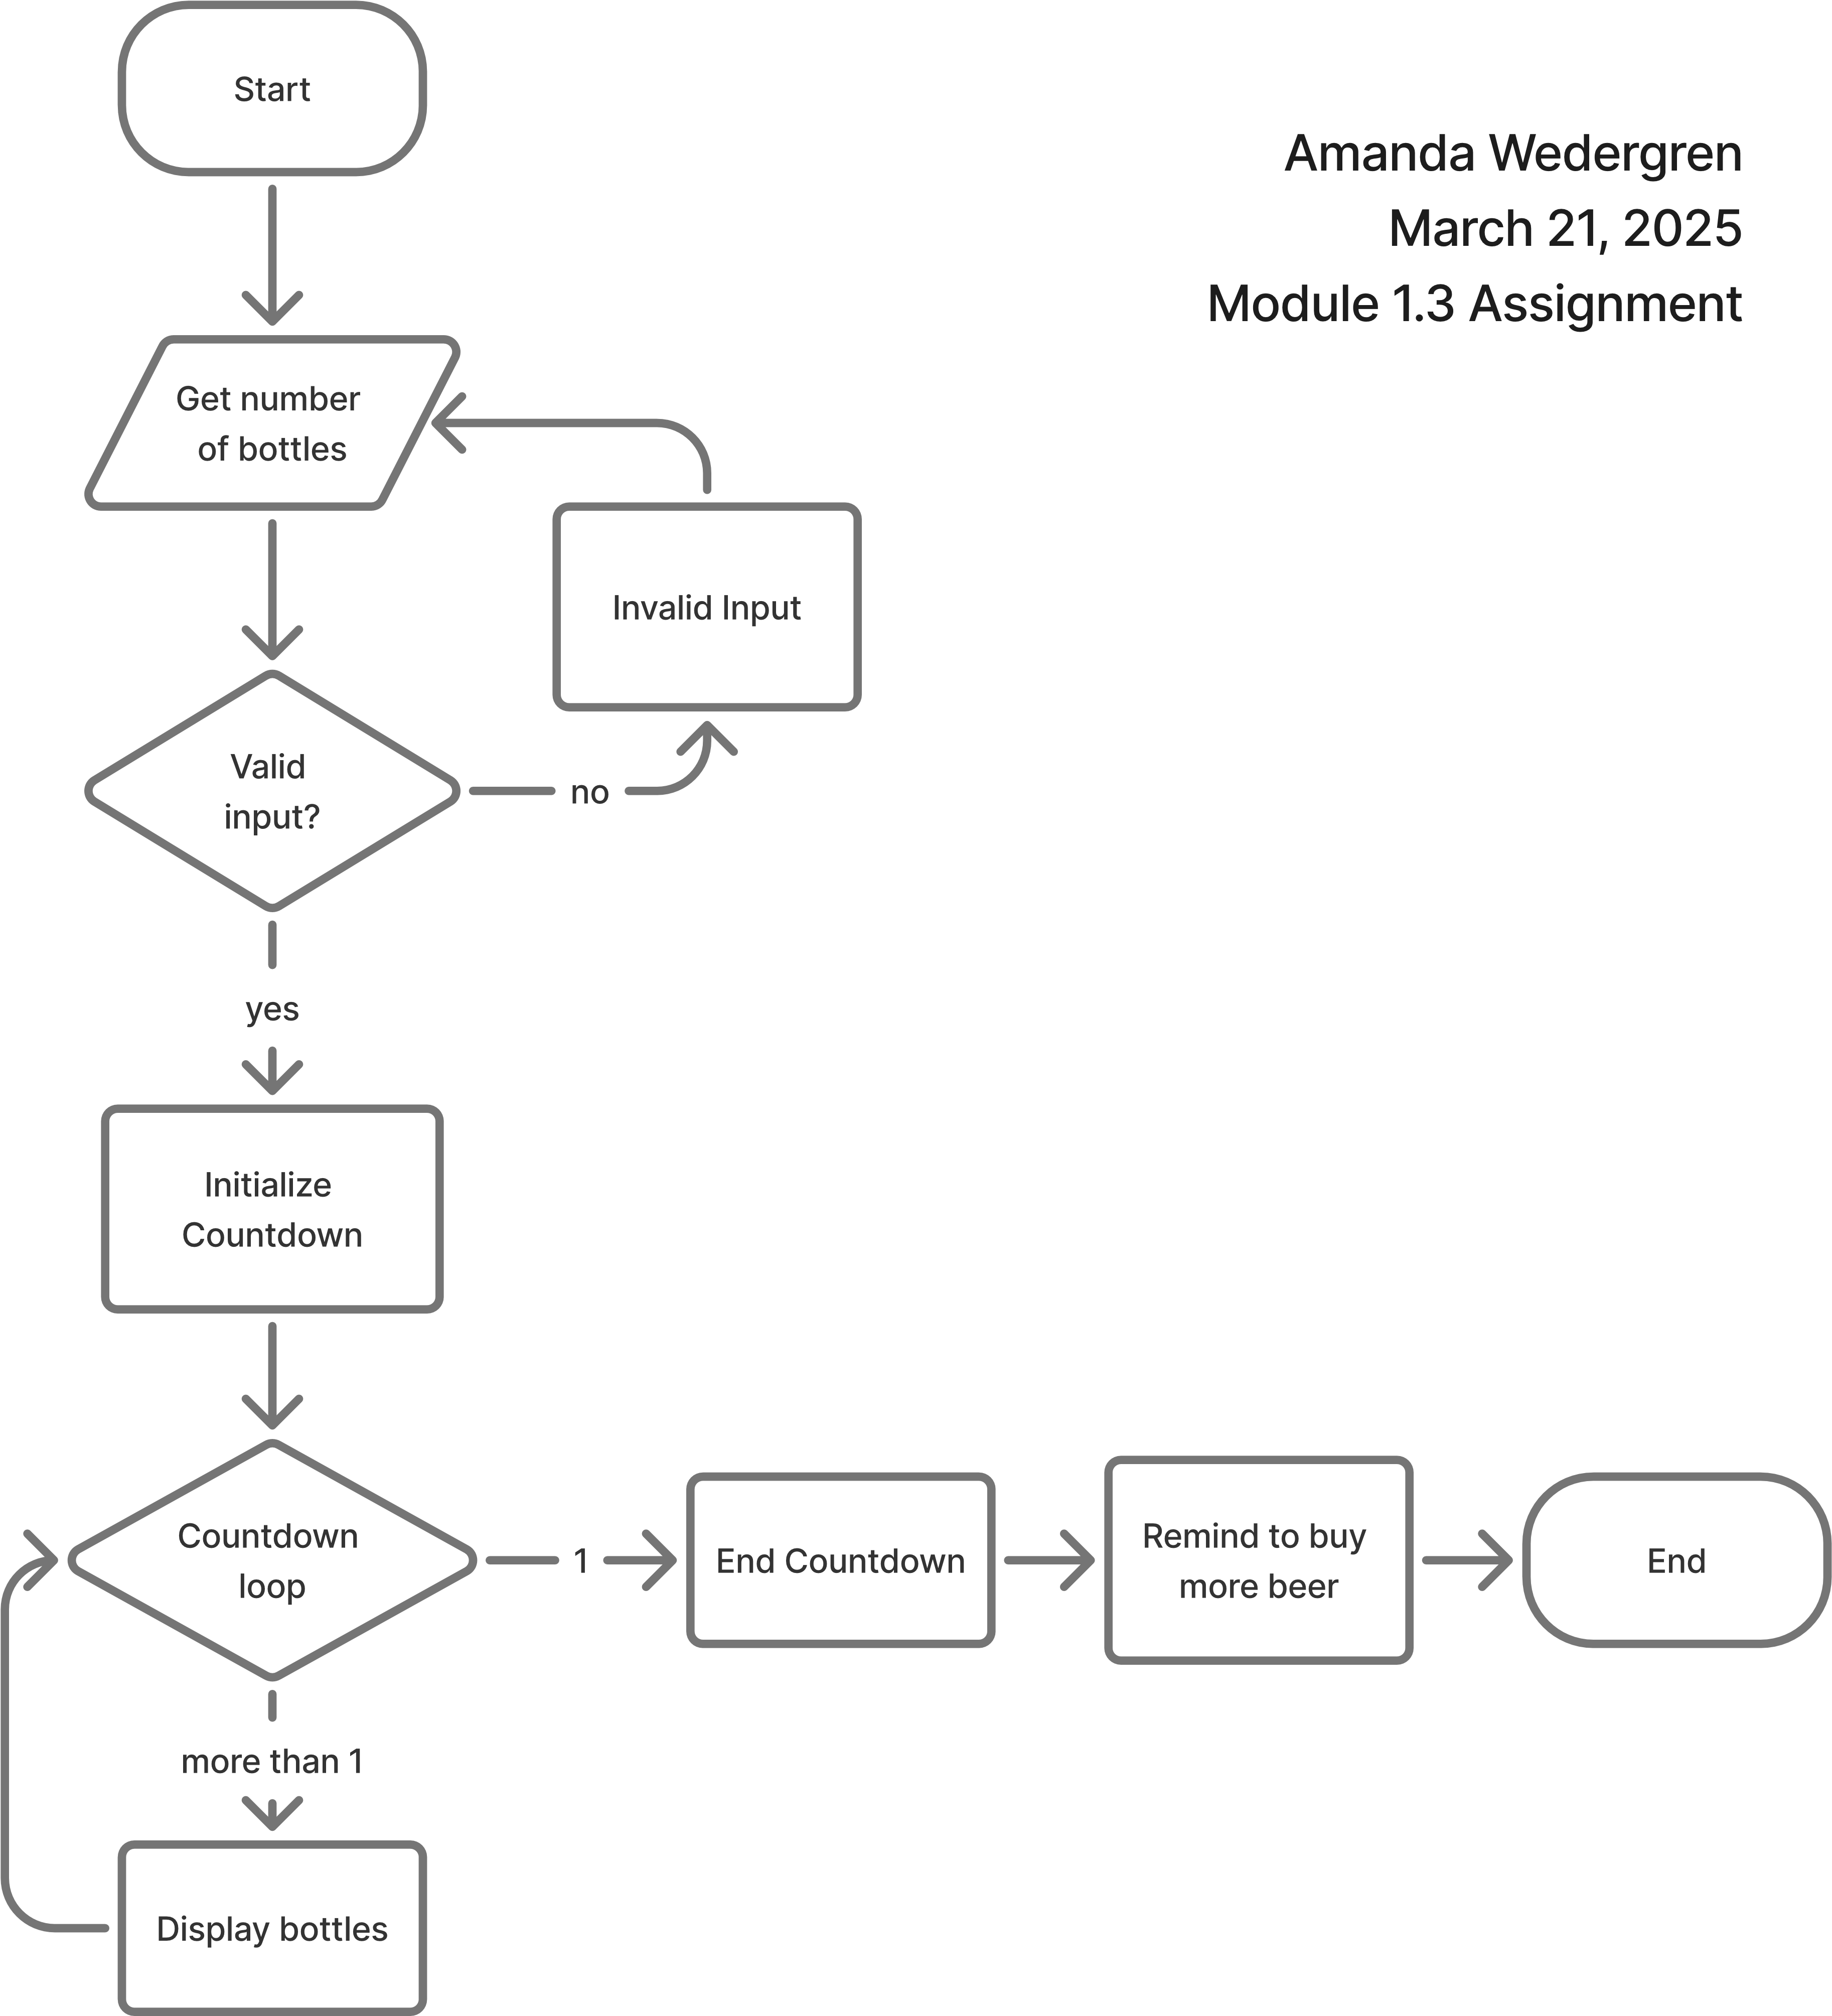 Start
Amanda Wedergren
March 21, 2025
Module 1.3 Assignment
Get number
of bottles
Invalid Input
Valid
input?
no
yes
Initialize
Countdown
Countdown
loop
1
End Countdown
Remind to buy
more beer
End
more than 1
Display bottles